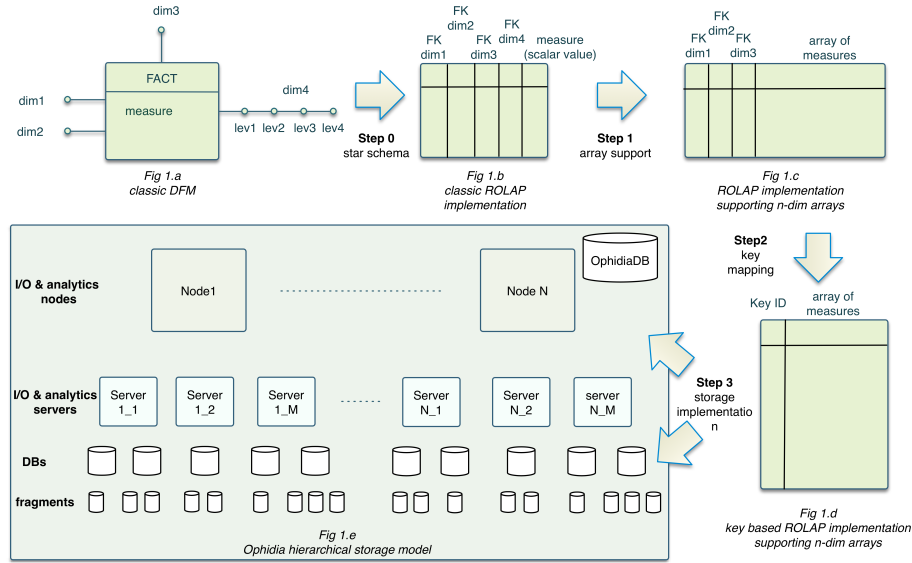 dim3
FACT
measure
dim1
dim2
dim4
lev1 lev2 lev3 lev4
Fig 1.a
classic DFM
Step 0
star schema
FK
dim1
FK
dim2
FK
dim3
FK
dim4
measure
(scalar value)
Fig 1.b
classic ROLAP
implementation
Step 1
array support
FK
dim1
FK
dim2
FK
dim3
array of
measures
Fig 1.c
ROLAP implementation
supporting n-dim arrays
Step2
key
mapping
Key ID
array of
measures
Fig 1.d
key based ROLAP implementation
supporting n-dim arrays
Step 3
storage
implementatio
n
I/O & analytics
nodes
Node1
Node N
OphidiaDB
I/O & analytics
servers
Server
1_1
Server
1_2
Server
1_M
Server
N_1
Server
N_2
server
N_M
DBs
fragments
Fig 1.e
Ophidia hierarchical storage model